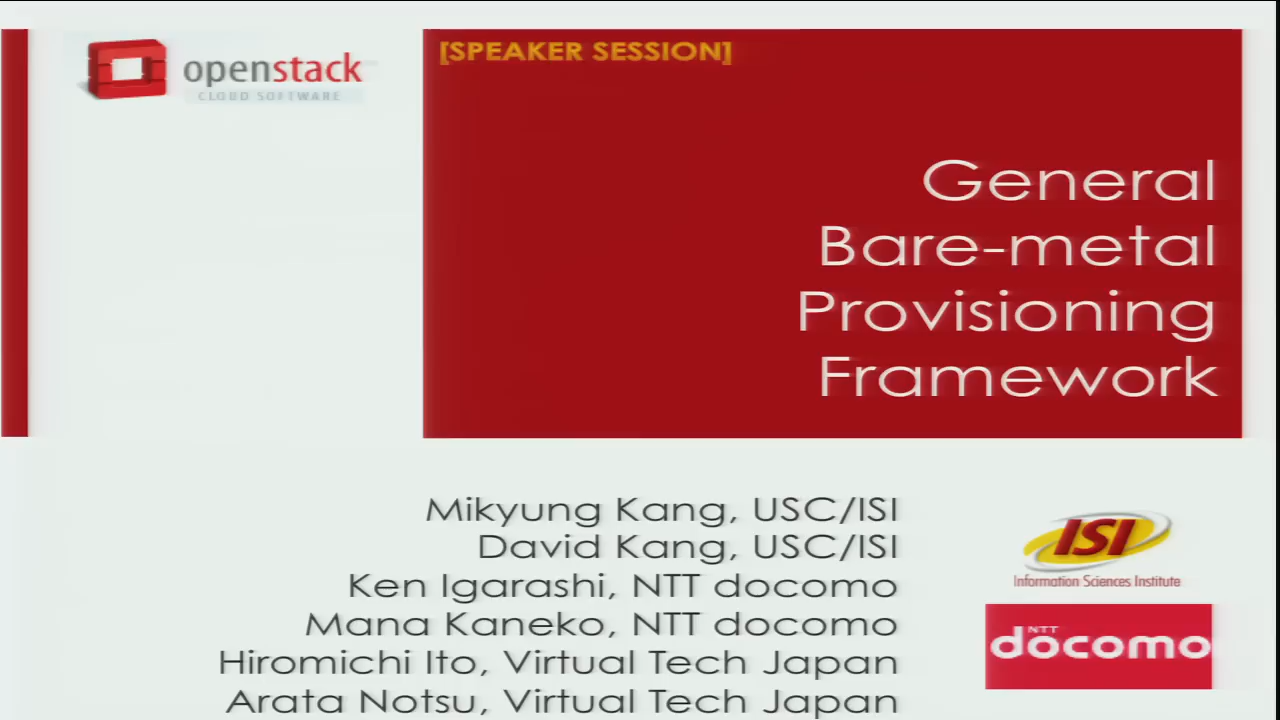 openstack
CLOUD SOFTWARE
[SPEAKER SESSION]
General
Bare-metal
Provisioning
Framework
Mikyung Kang, USC/ISI
David Kang, USC/ISI
Ken Igarashi, NTT docomo
Mana Kaneko, NTT docomo
Hiromichi Ito, Virtual Tech Japan
Arata Notsu, Virtual Tech Japan
ISI
Information Sciences Institute
NTT
docomo